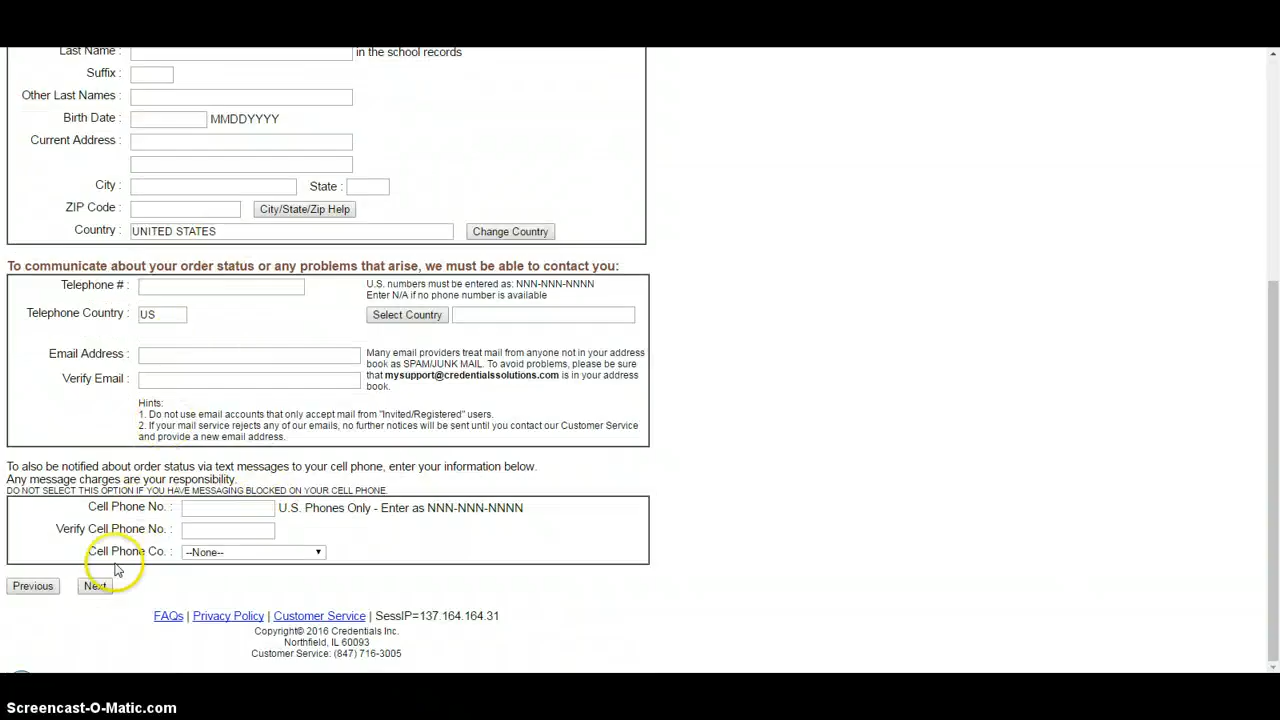 Last Name : in the school records
Suffix :
Other Last Names :
Birth Date : MMDDYYYY
Current Address :
City : State :
ZIP Code : City/State/Zip Help
Country : UNITED STATES Change Country
To communicate about your order status or any problems that arise, we must be able to contact you:
Telephone # : U.S. numbers must be entered as: NNN-NNN-NNNN
Enter N/A if no phone number is available
Telephone Country : US Select Country
Email Address : Many email providers treat mail from anyone not in your address
book as SPAM/JUNK MAIL. To avoid problems, please be sure
Verify Email : that mysupport@credentialssolutions.com is in your address
book.
Hints:
1. Do not use email accounts that only accept mail from "Invited/Registered" users.
2. If your mail service rejects any of our emails, no further notices will be sent until you contact our Customer Service
and provide a new email address.
To also be notified about order status via text messages to your cell phone, enter your information below.
Any message charges are your responsibility.
DO NOT SELECT THIS OPTION IF YOU HAVE MESSAGING BLOCKED ON YOUR CELL PHONE.
Cell Phone No. : U.S. Phones Only - Enter as NNN-NNN-NNNN
Verify Cell Phone No. :
Cell Phone Co. : --None--
Previous Next
FAQs | Privacy Policy | Customer Service | SessIP=137.164.164.31
Copyright© 2016 Credentials Inc.
Northfield, IL 60093
Customer Service: (847) 716-3005
Screencast-O-Matic.com